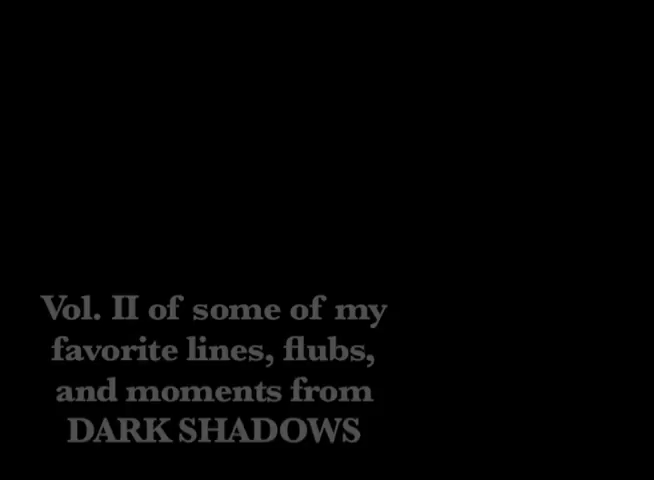 Vol. II of some of my
favorite lines, flubs,
and moments from
DARK SHADOWS